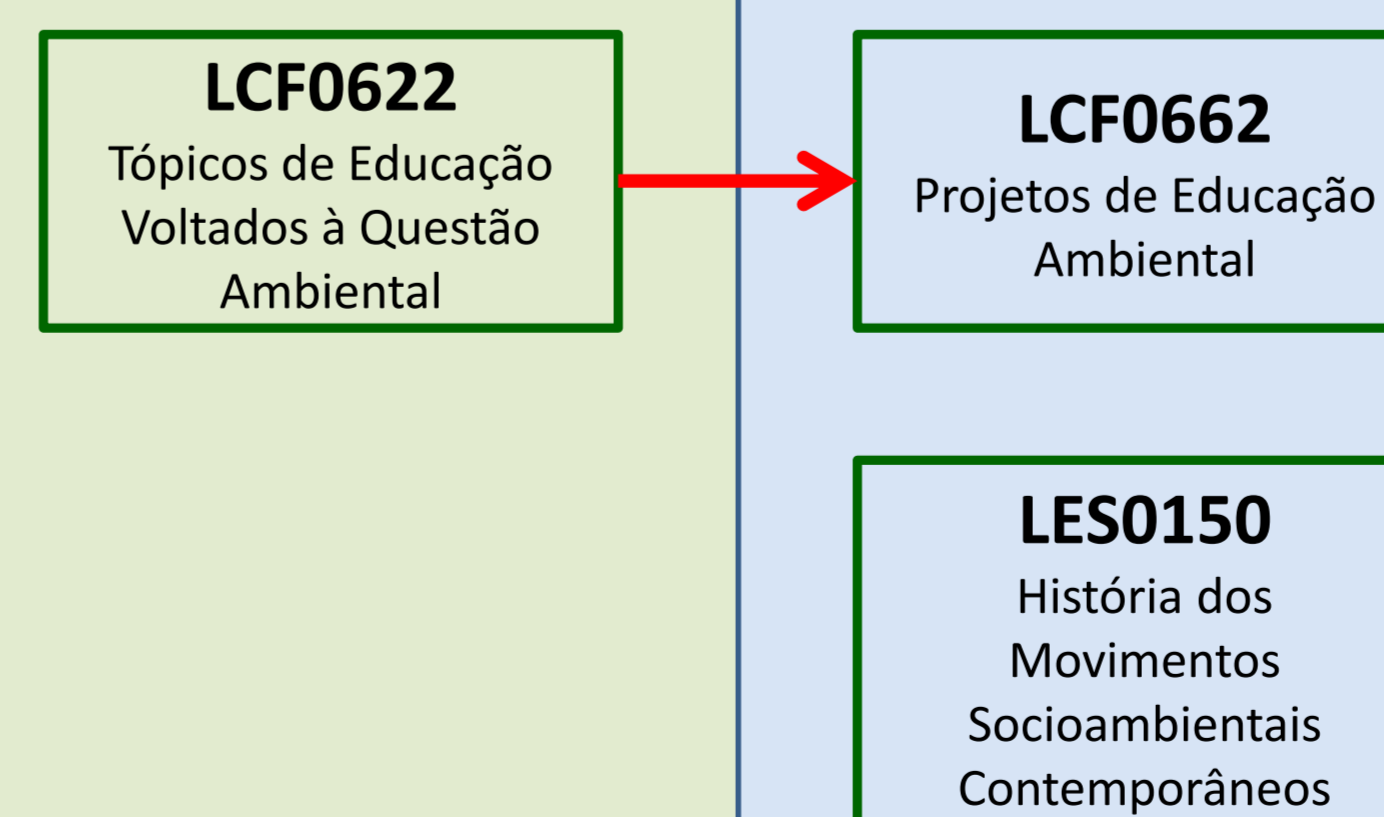 LCF0622
Tópicos de Educação
Voltados à Questão
Ambiental
LCF0662
Projetos de Educação
Ambiental
LES0150
História dos
Movimentos
Socioambientais
Contemporâneos